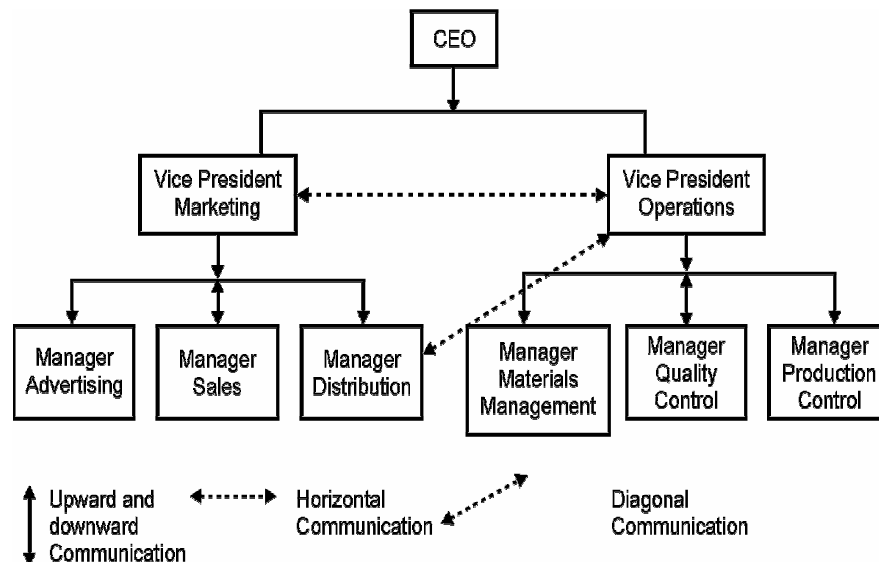 CEO
Vice President
Marketing
Vice President
Operations
Manager
Advertising
Manager
Sales
Manager
Distribution
Manager
Materials
Management
Manager
Quality
Control
Manager
Production
Control
Upward and
downward
Communication
Horizontal
Communication
Diagonal
Communication